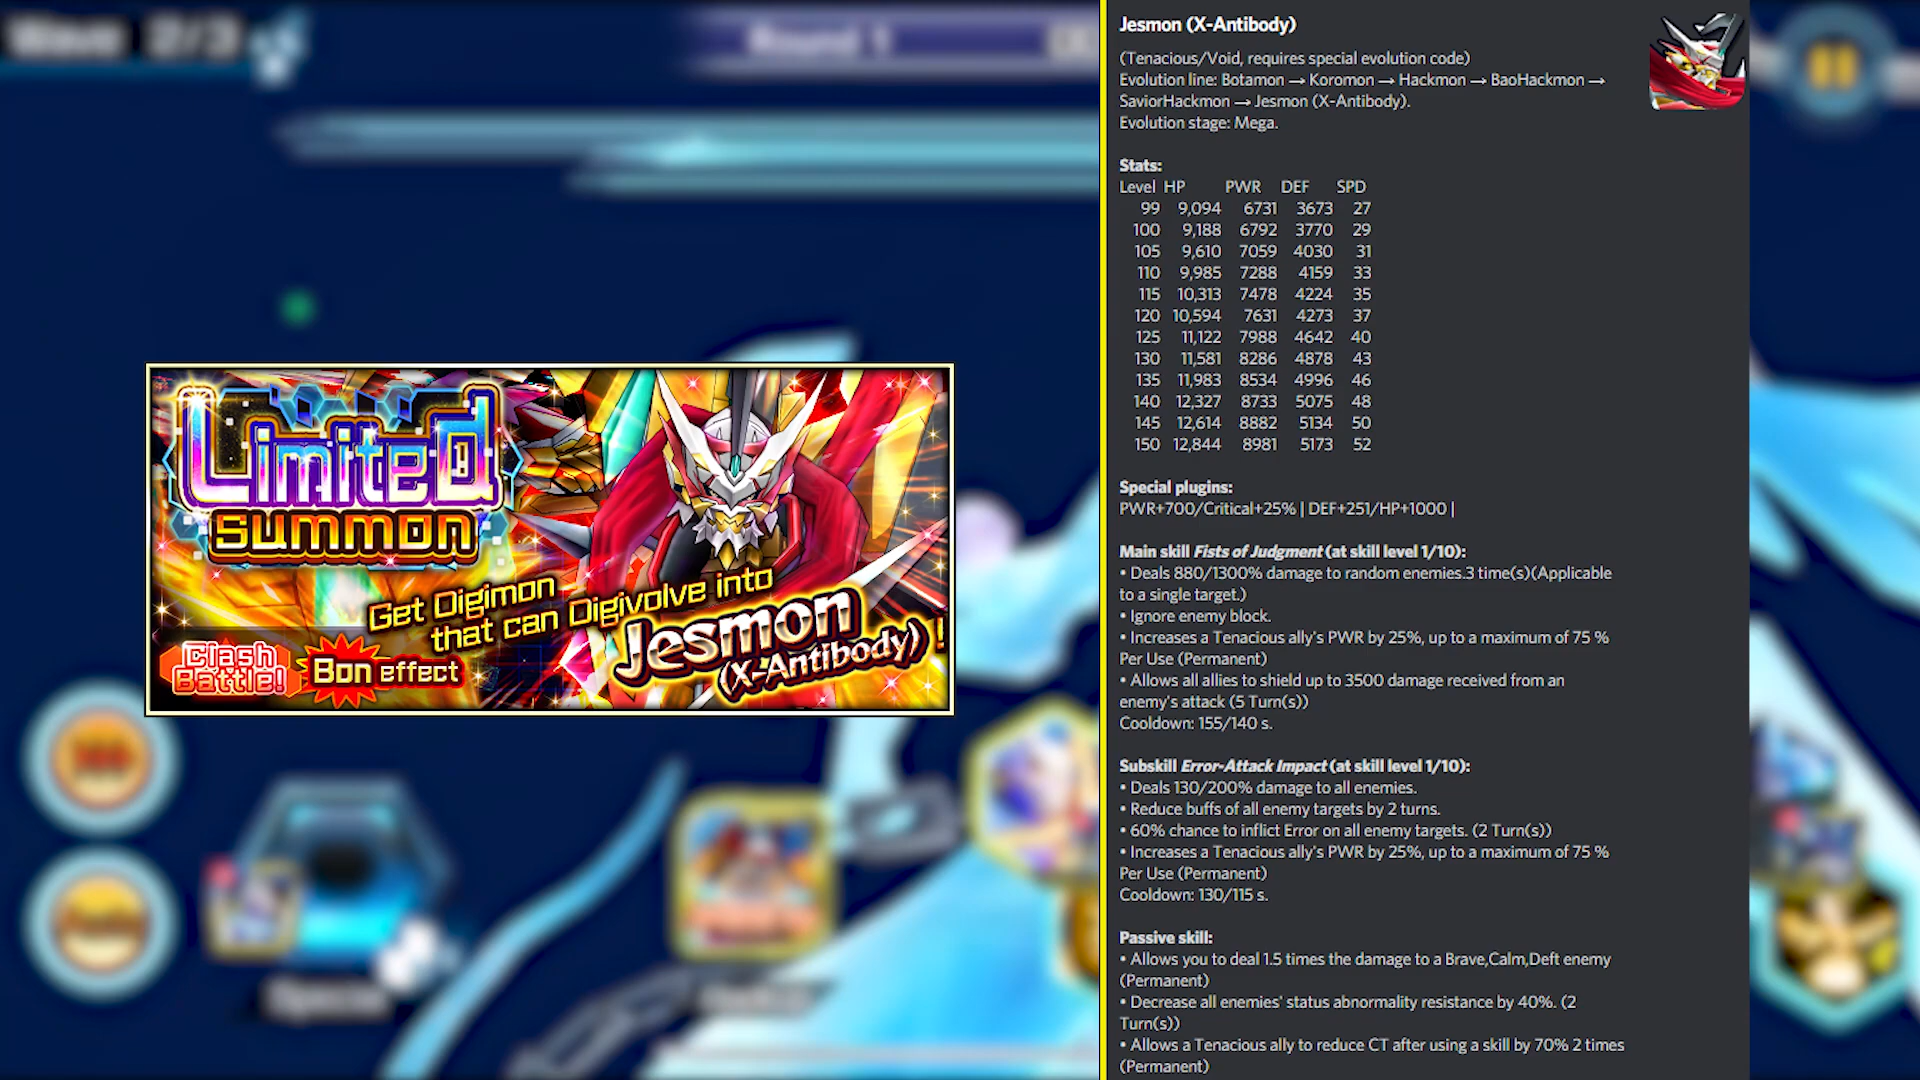 Wave 2/3
Round 1
Limited
Summon
Get Digimon
that can Digivolve into
Jesmon
(X-Antibody)!
Clash
Battle!
Bon effect
Jesmon (X-Antibody)
(Tenacious/Void, requires special evolution code)
Evolution line: Botamon → Koromon → Hackmon → BaoHackmon →
SaviorHackmon → Jesmon (X-Antibody).
Evolution stage: Mega.
Stats:
Level HP PWR DEF SPD
99 9,094 6731 3673 27
100 9,188 6792 3770 29
105 9,610 7059 4030 31
110 9,985 7288 4159 33
115 10,313 7478 4224 35
120 10,594 7631 4273 37
125 11,122 7988 4642 40
130 11,581 8286 4878 43
135 11,983 8534 4996 46
140 12,327 8733 5075 48
145 12,614 8882 5134 50
150 12,844 8981 5173 52
Special plugins:
PWR+700/Critical+25% | DEF+251/HP+1000 |
Main skill Fists of Judgment (at skill level 1/10):
• Deals 880/1300% damage to random enemies.3 time(s)(Applicable
to a single target.)
• Ignore enemy block.
• Increases a Tenacious ally's PWR by 25%, up to a maximum of 75 %
Per Use (Permanent)
• Allows all allies to shield up to 3500 damage received from an
enemy's attack (5 Turn(s))
Cooldown: 155/140 s.
Subskill Error-Attack Impact (at skill level 1/10):
• Deals 130/200% damage to all enemies.
• Reduce buffs of all enemy targets by 2 turns.
• 60% chance to inflict Error on all enemy targets. (2 Turn(s))
• Increases a Tenacious ally's PWR by 25%, up to a maximum of 75 %
Per Use (Permanent)
Cooldown: 130/115 s.
Passive skill:
• Allows you to deal 1.5 times the damage to a Brave,Calm,Deft enemy
(Permanent)
• Decrease all enemies' status abnormality resistance by 40%. (2
Turn(s))
• Allows a Tenacious ally to reduce CT after using a skill by 70% 2 times
(Permanent)